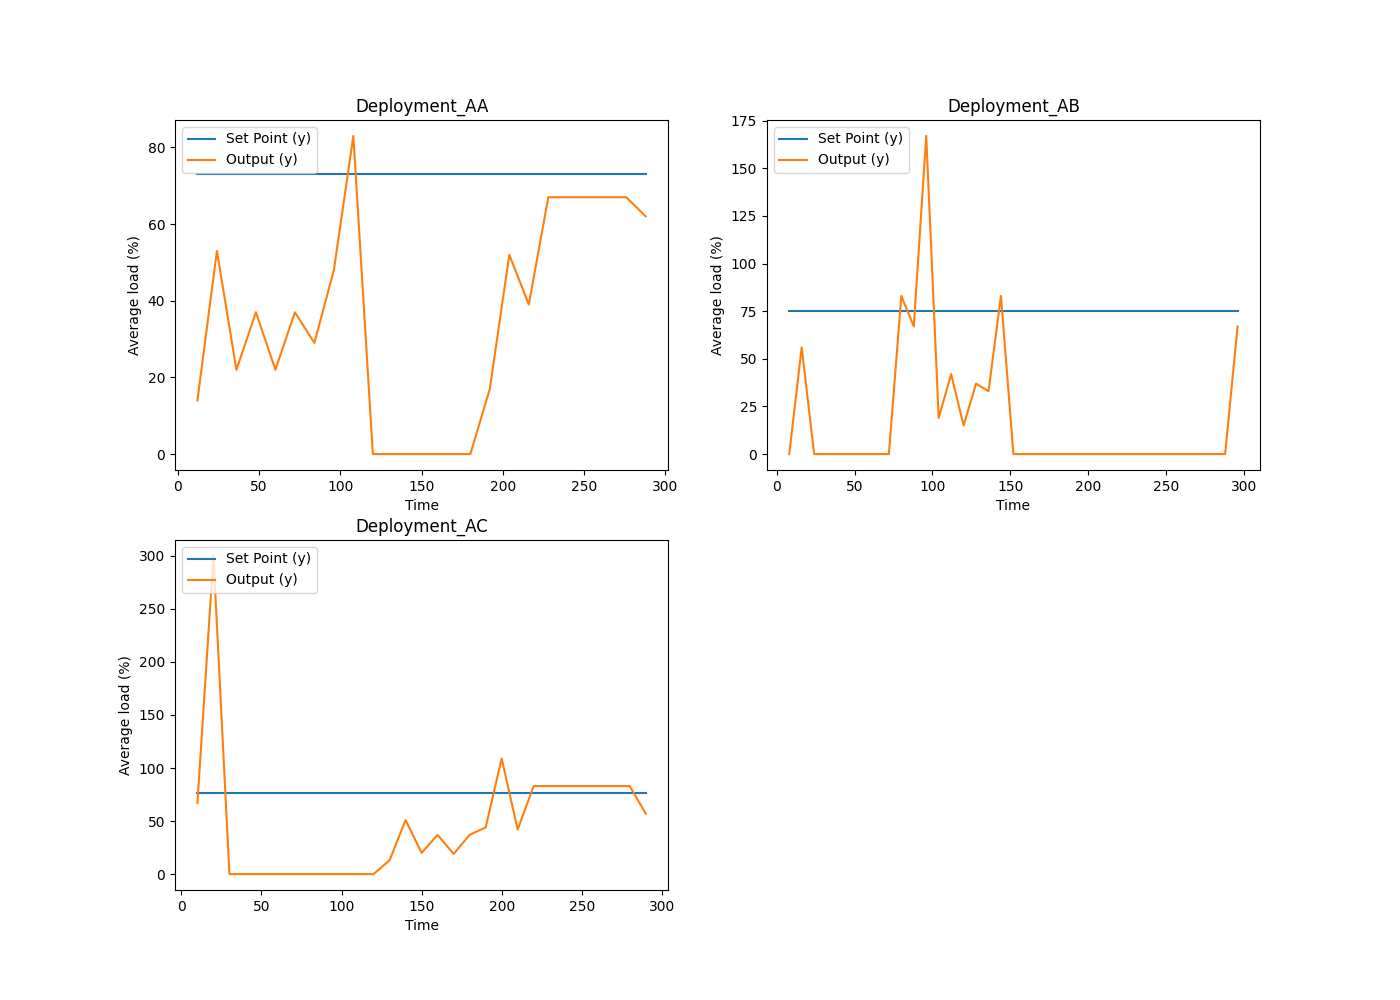 Deployment_AA
Set Point (y)
Output (y)
80
60
40
20
0
Average load (%)
0 50 100 150 200 250 300
Time
Deployment_AB
Set Point (y)
Output (y)
175
150
125
100
75
50
25
0
Average load (%)
0 50 100 150 200 250 300
Time
Deployment_AC
Set Point (y)
Output (y)
300
250
200
150
100
50
0
Average load (%)
0 50 100 150 200 250 300
Time